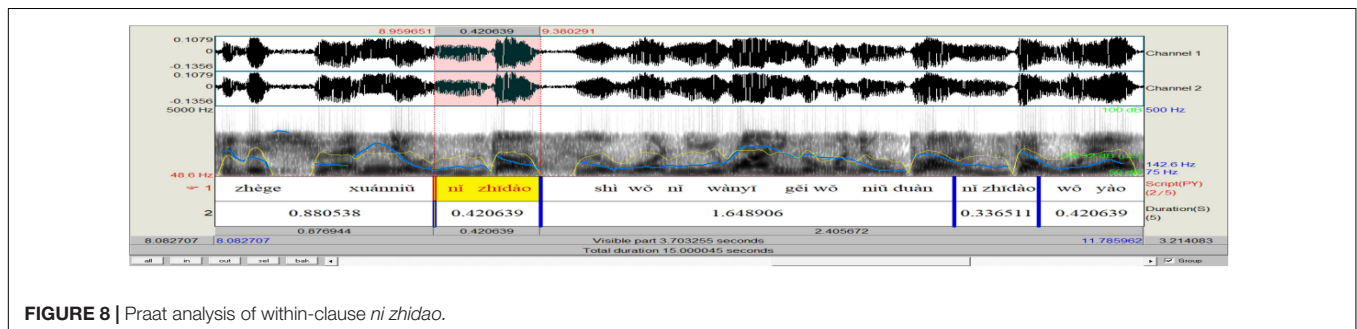 8.959651 0.420639 9.380291
0.1079
0
-0.1356
0.1079
0
-0.1356
5000 Hz
48.6 Hz
Channel 1
Channel 2
100 dB 500 Hz
142.6 Hz
75 Hz
1 zhège xuánniǔ nǐ zhīdào shì wǒ nǐ wànyī gěi wǒ niǔ duàn nǐ zhīdào wǒ yào Script(PY) (2/5)
2 0.880538 0.420639 1.648906 0.336511 0.420639 Duration(S) (5)
0.876944 0.420639 2.405672
8.082707 8.082707 Visible part 3.703255 seconds 11.785962 3.214083
Total duration 15.000045 seconds
all in out sel bak Group
FIGURE 8 | Praat analysis of within-clause ni zhidao.